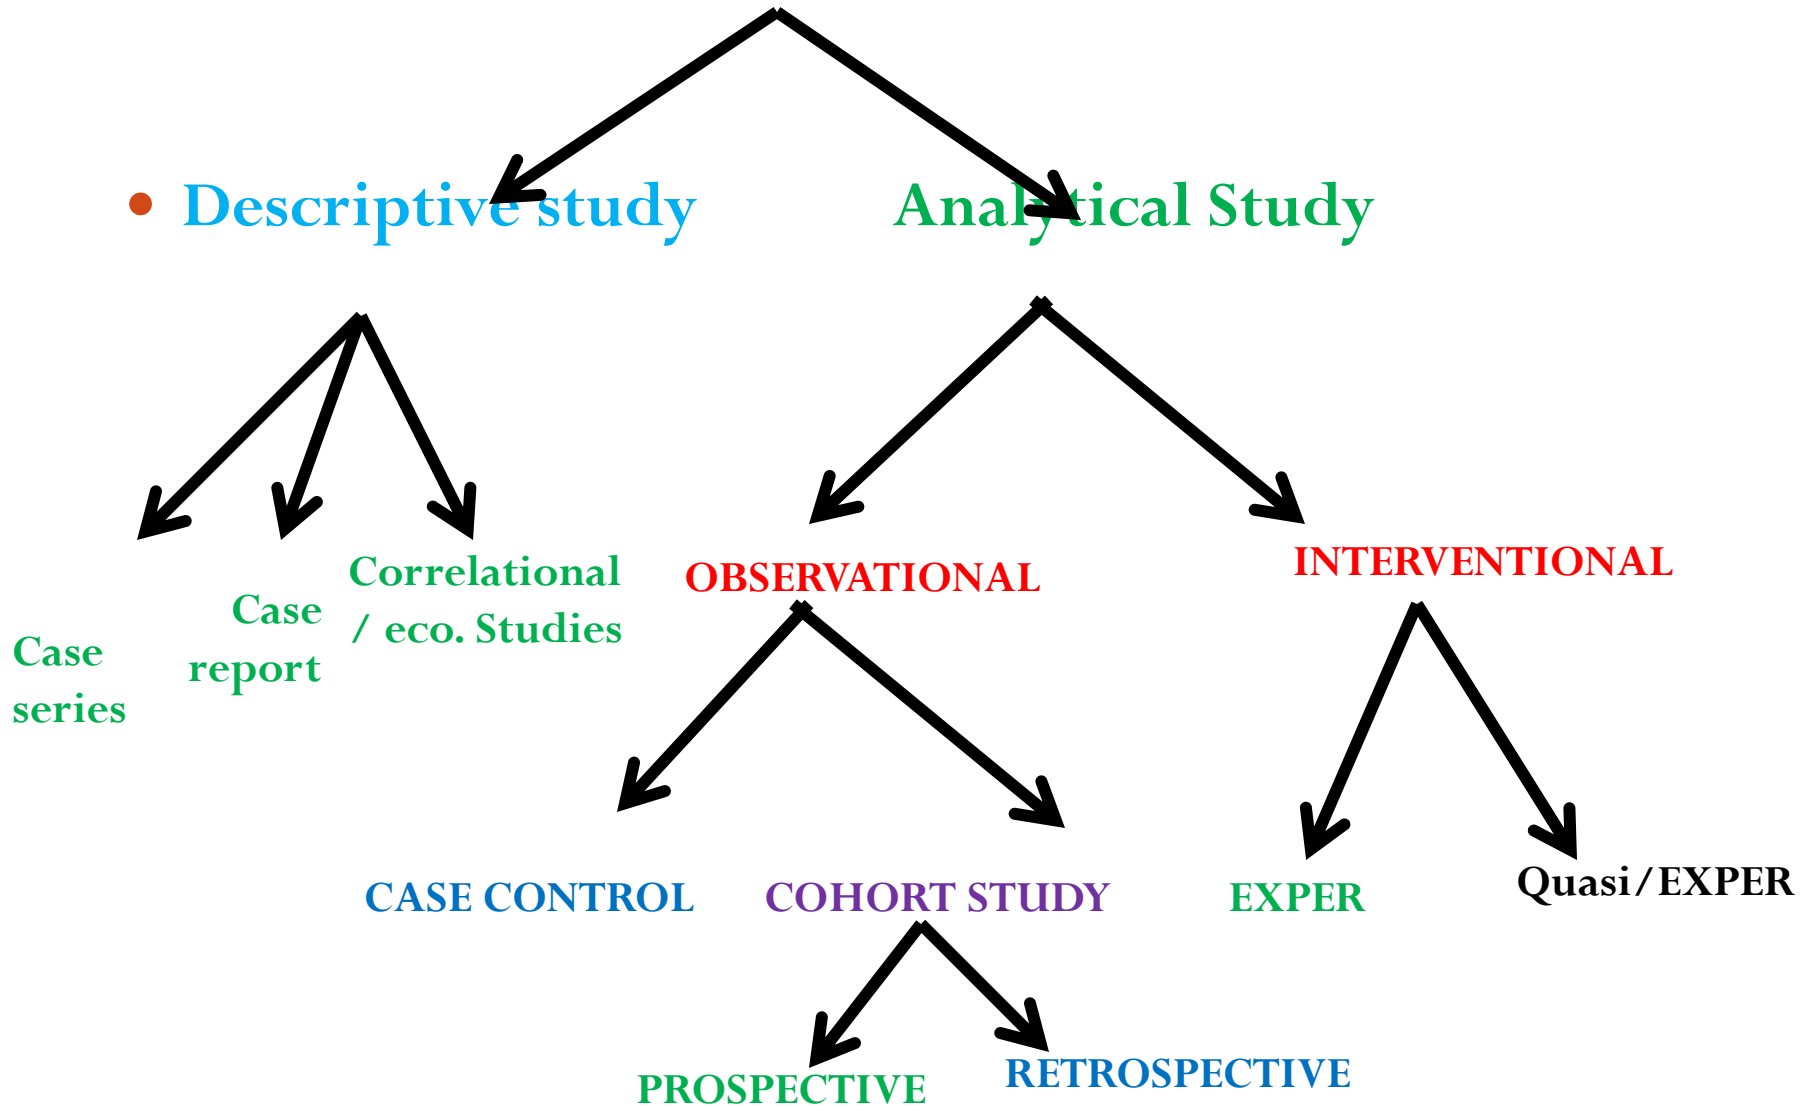 • Descriptive study Analytical Study
Correlational
/ eco. Studies
Case
report
Case
series
OBSERVATIONAL
INTERVENTIONAL
CASE CONTROL
COHORT STUDY
EXPER
Quasi/EXPER
PROSPECTIVE
RETROSPECTIVE